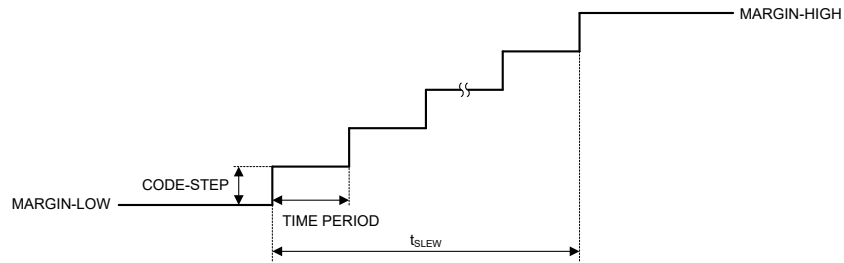 MARGIN-HIGH
CODE-STEP
MARGIN-LOW
TIME PERIOD
tSLEW